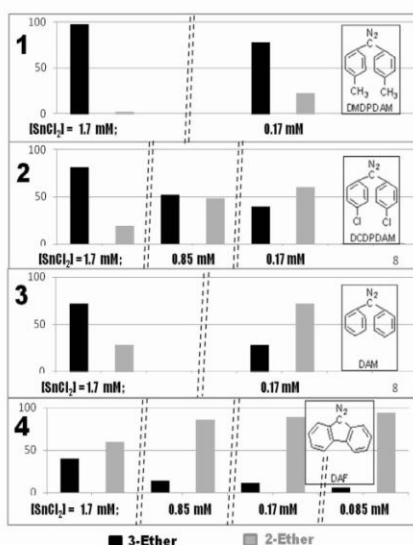 1
100
50
0
N2
C
CH3
CH3
DMDPDAM
[SnCl2] = 1.7 mM;
0.17 mM
2
100
50
0
N2
C
Cl
Cl
DCDPDAM
[SnCl2] = 1.7 mM;
0.85 mM
0.17 mM
8
3
100
50
0
N2
C
DAM
[SnCl2] = 1.7 mM;
0.17 mM
8
4
100
50
0
N2
C
DAF
[SnCl2] = 1.7 mM;
0.85 mM
0.17 mM
0.085 mM
3-Ether
2-Ether